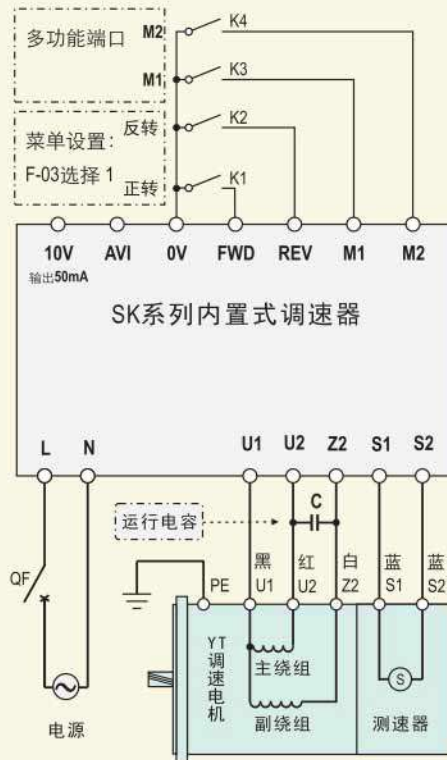 多功能端口
M2
K4
M1
K3
菜单设置：
反转
K2
F-03选择 1
正转
K1
10V AVI 0V FWD REV M1 M2
输出50mA
SK系列内置式调速器
L N U1 U2 Z2 S1 S2
运行电容
C
QF
PE
黑 红 白 蓝 蓝
U1 U2 Z2 S1 S2
YT调速电机
主绕组
S
副绕组
测速器
电源